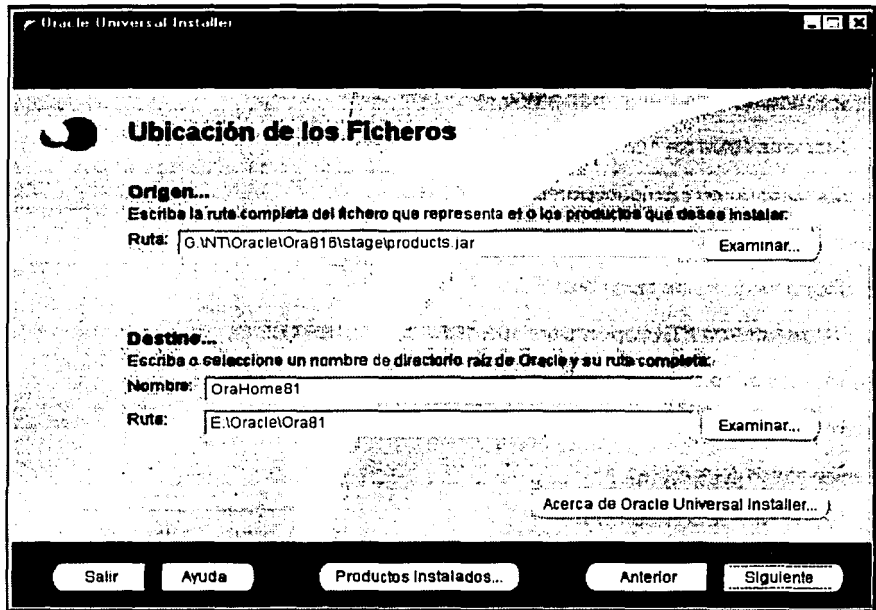 Oracle Universal Installer
Ubicación de los Ficheros
Origen...
Escriba la ruta completa del fichero que representa el o los productos que desea instalar:
Ruta: G:\NT\Oracle\Ora816\stage\products.jar Examinar...
Destino...
Escriba o seleccione un nombre de directorio raíz de Oracle y su ruta completa:
Nombre: OraHome81
Ruta: E:\Oracle\Ora81 Examinar...
Acerca de Oracle Universal Installer...
Salir Ayuda Productos Instalados... Anterior Siguiente